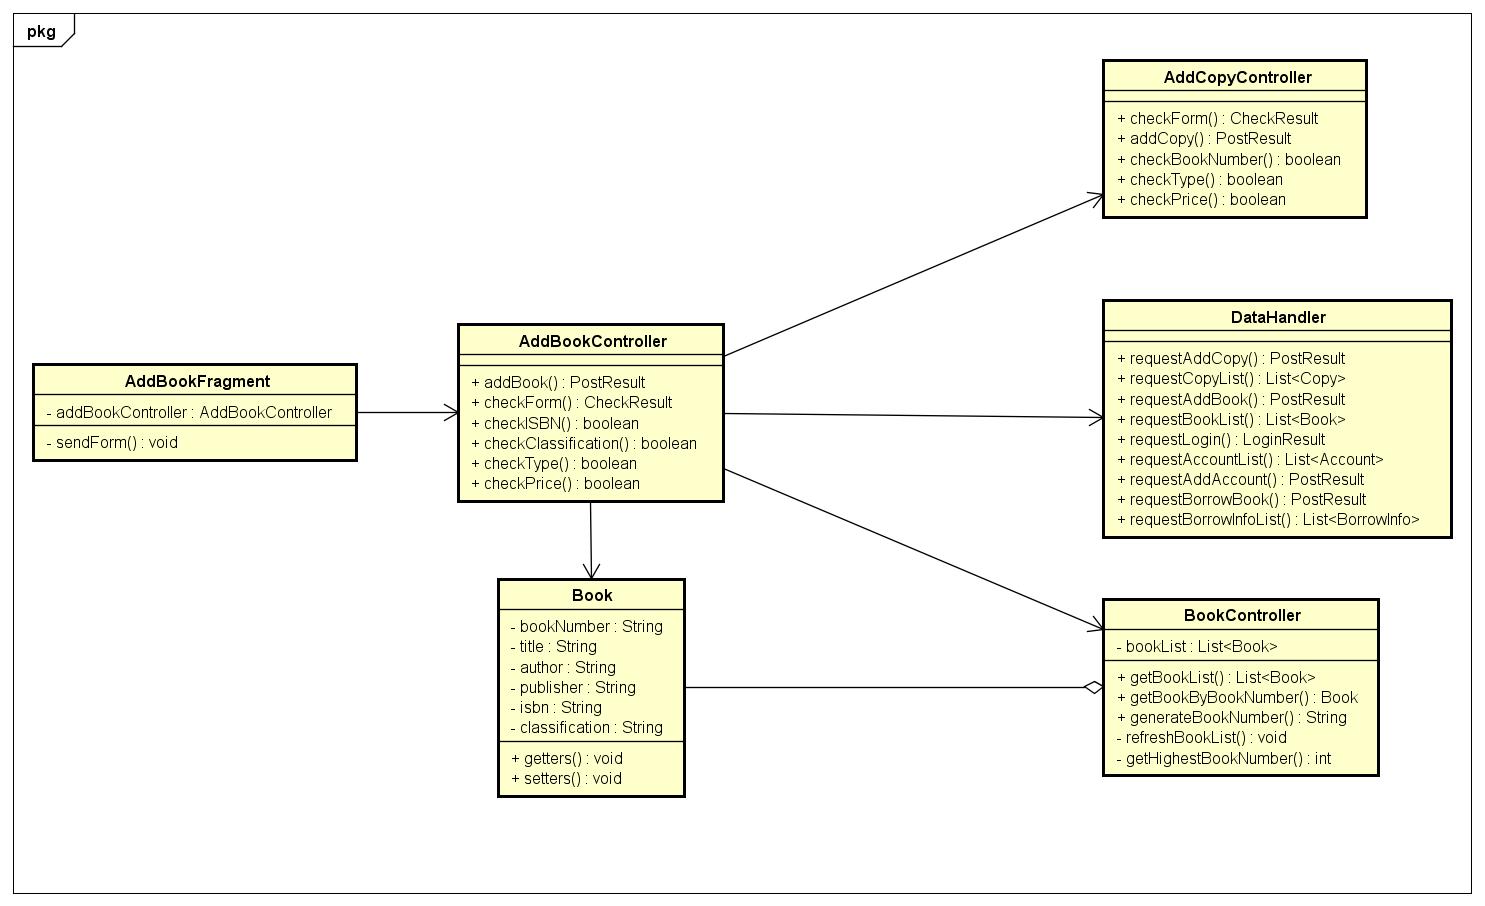 pkg
AddCopyController
+ checkForm() : CheckResult
+ addCopy() : PostResult
+ checkBookNumber() : boolean
+ checkType() : boolean
+ checkPrice() : boolean
DataHandler
+ requestAddCopy() : PostResult
+ requestCopyList() : List<Copy>
+ requestAddBook() : PostResult
+ requestBookList() : List<Book>
+ requestLogin() : LoginResult
+ requestAccountList() : List<Account>
+ requestAddAccount() : PostResult
+ requestBorrowBook() : PostResult
+ requestBorrowInfoList() : List<BorrowInfo>
AddBookController
+ addBook() : PostResult
+ checkForm() : CheckResult
+ checkISBN() : boolean
+ checkClassification() : boolean
+ checkType() : boolean
+ checkPrice() : boolean
AddBookFragment
- addBookController : AddBookController
- sendForm() : void
Book
- bookNumber : String
- title : String
- author : String
- publisher : String
- isbn : String
- classification : String
+ getters() : void
+ setters() : void
BookController
- bookList : List<Book>
+ getBookList() : List<Book>
+ getBookByBookNumber() : Book
+ generateBookNumber() : String
- refreshBookList() : void
- getHighestBookNumber() : int